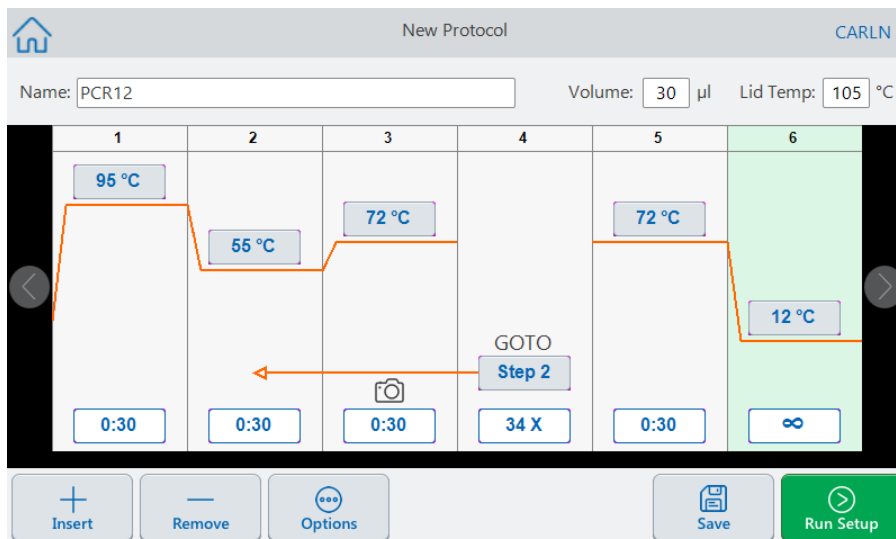 New Protocol
CARLN
Name: PCR12
Volume: 30 µl
Lid Temp: 105 °C
1 2 3 4 5 6
95 °C
72 °C 72 °C
55 °C
12 °C
GOTO
Step 2
0:30 0:30 0:30 34 X 0:30 ∞
Insert Remove Options Save Run Setup